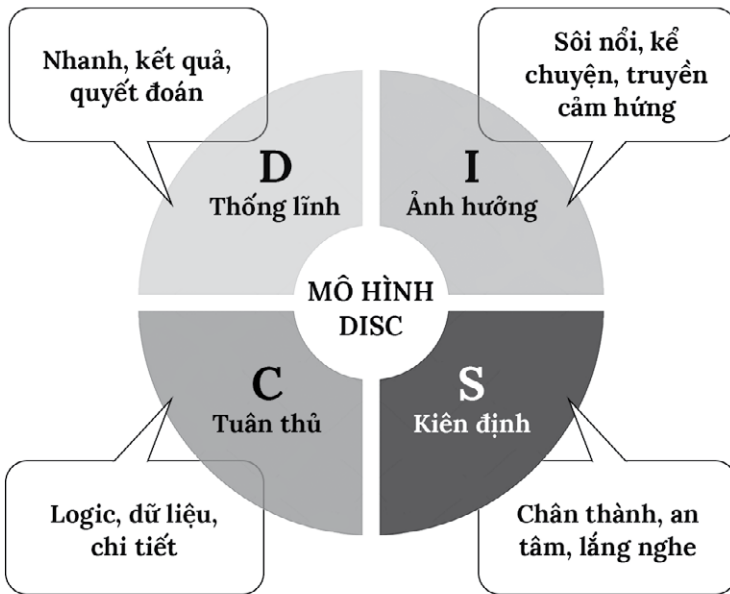 Nhanh, kết quả,
quyết đoán
Sôi nổi, kể
chuyện, truyền
cảm hứng
D
Thống lĩnh
I
Ảnh hưởng
MÔ HÌNH
DISC
C
Tuân thủ
S
Kiên định
Logic, dữ liệu,
chi tiết
Chân thành, an
tâm, lắng nghe